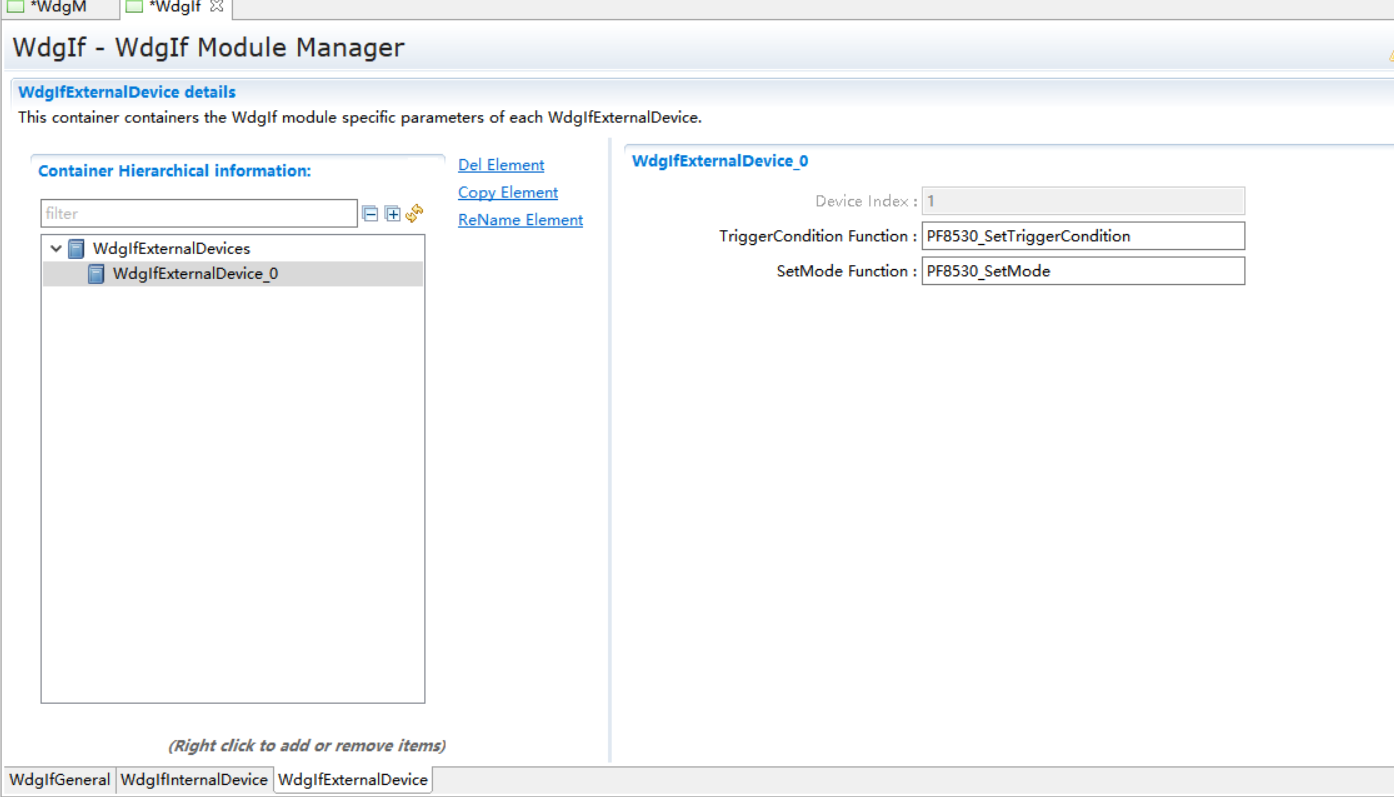 *WdgM *WdgIf
WdgIf - WdgIf Module Manager
WdgIfExternalDevice details
This container containers the WdgIf module specific parameters of each WdgIfExternalDevice.
Container Hierarchical information:
filter
WdgIfExternalDevices
WdgIfExternalDevice_0
(Right click to add or remove items)
Del Element
Copy Element
ReName Element
WdgIfExternalDevice_0
Device Index : 1
TriggerCondition Function : PF8530_SetTriggerCondition
SetMode Function : PF8530_SetMode
WdgIfGeneral WdgIfInternalDevice WdgIfExternalDevice